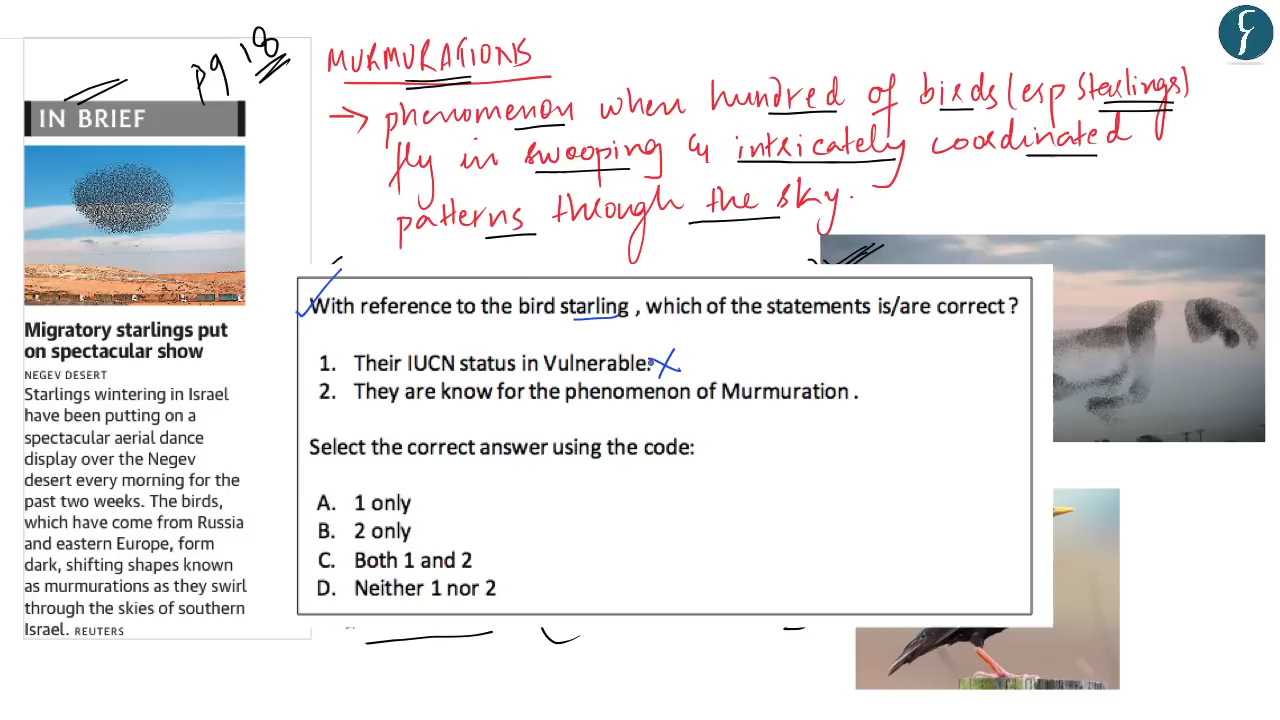 pg 18
IN BRIEF
Migratory starlings put
on spectacular show
NEGEV DESERT
Starlings wintering in Israel
have been putting on a
spectacular aerial dance
display over the Negev
desert every morning for the
past two weeks. The birds,
which have come from Russia
and eastern Europe, form
dark, shifting shapes known
as murmurations as they swirl
through the skies of southern
Israel. REUTERS
MURMURATIONS
→ phenomenon when hundred of birds (esp starlings)
fly in swooping & intricately coordinated
patterns through the sky.
With reference to the bird starling , which of the statements is/are correct ?
1. Their IUCN status in Vulnerable.
2. They are know for the phenomenon of Murmuration .
Select the correct answer using the code:
A. 1 only
B. 2 only
C. Both 1 and 2
D. Neither 1 nor 2